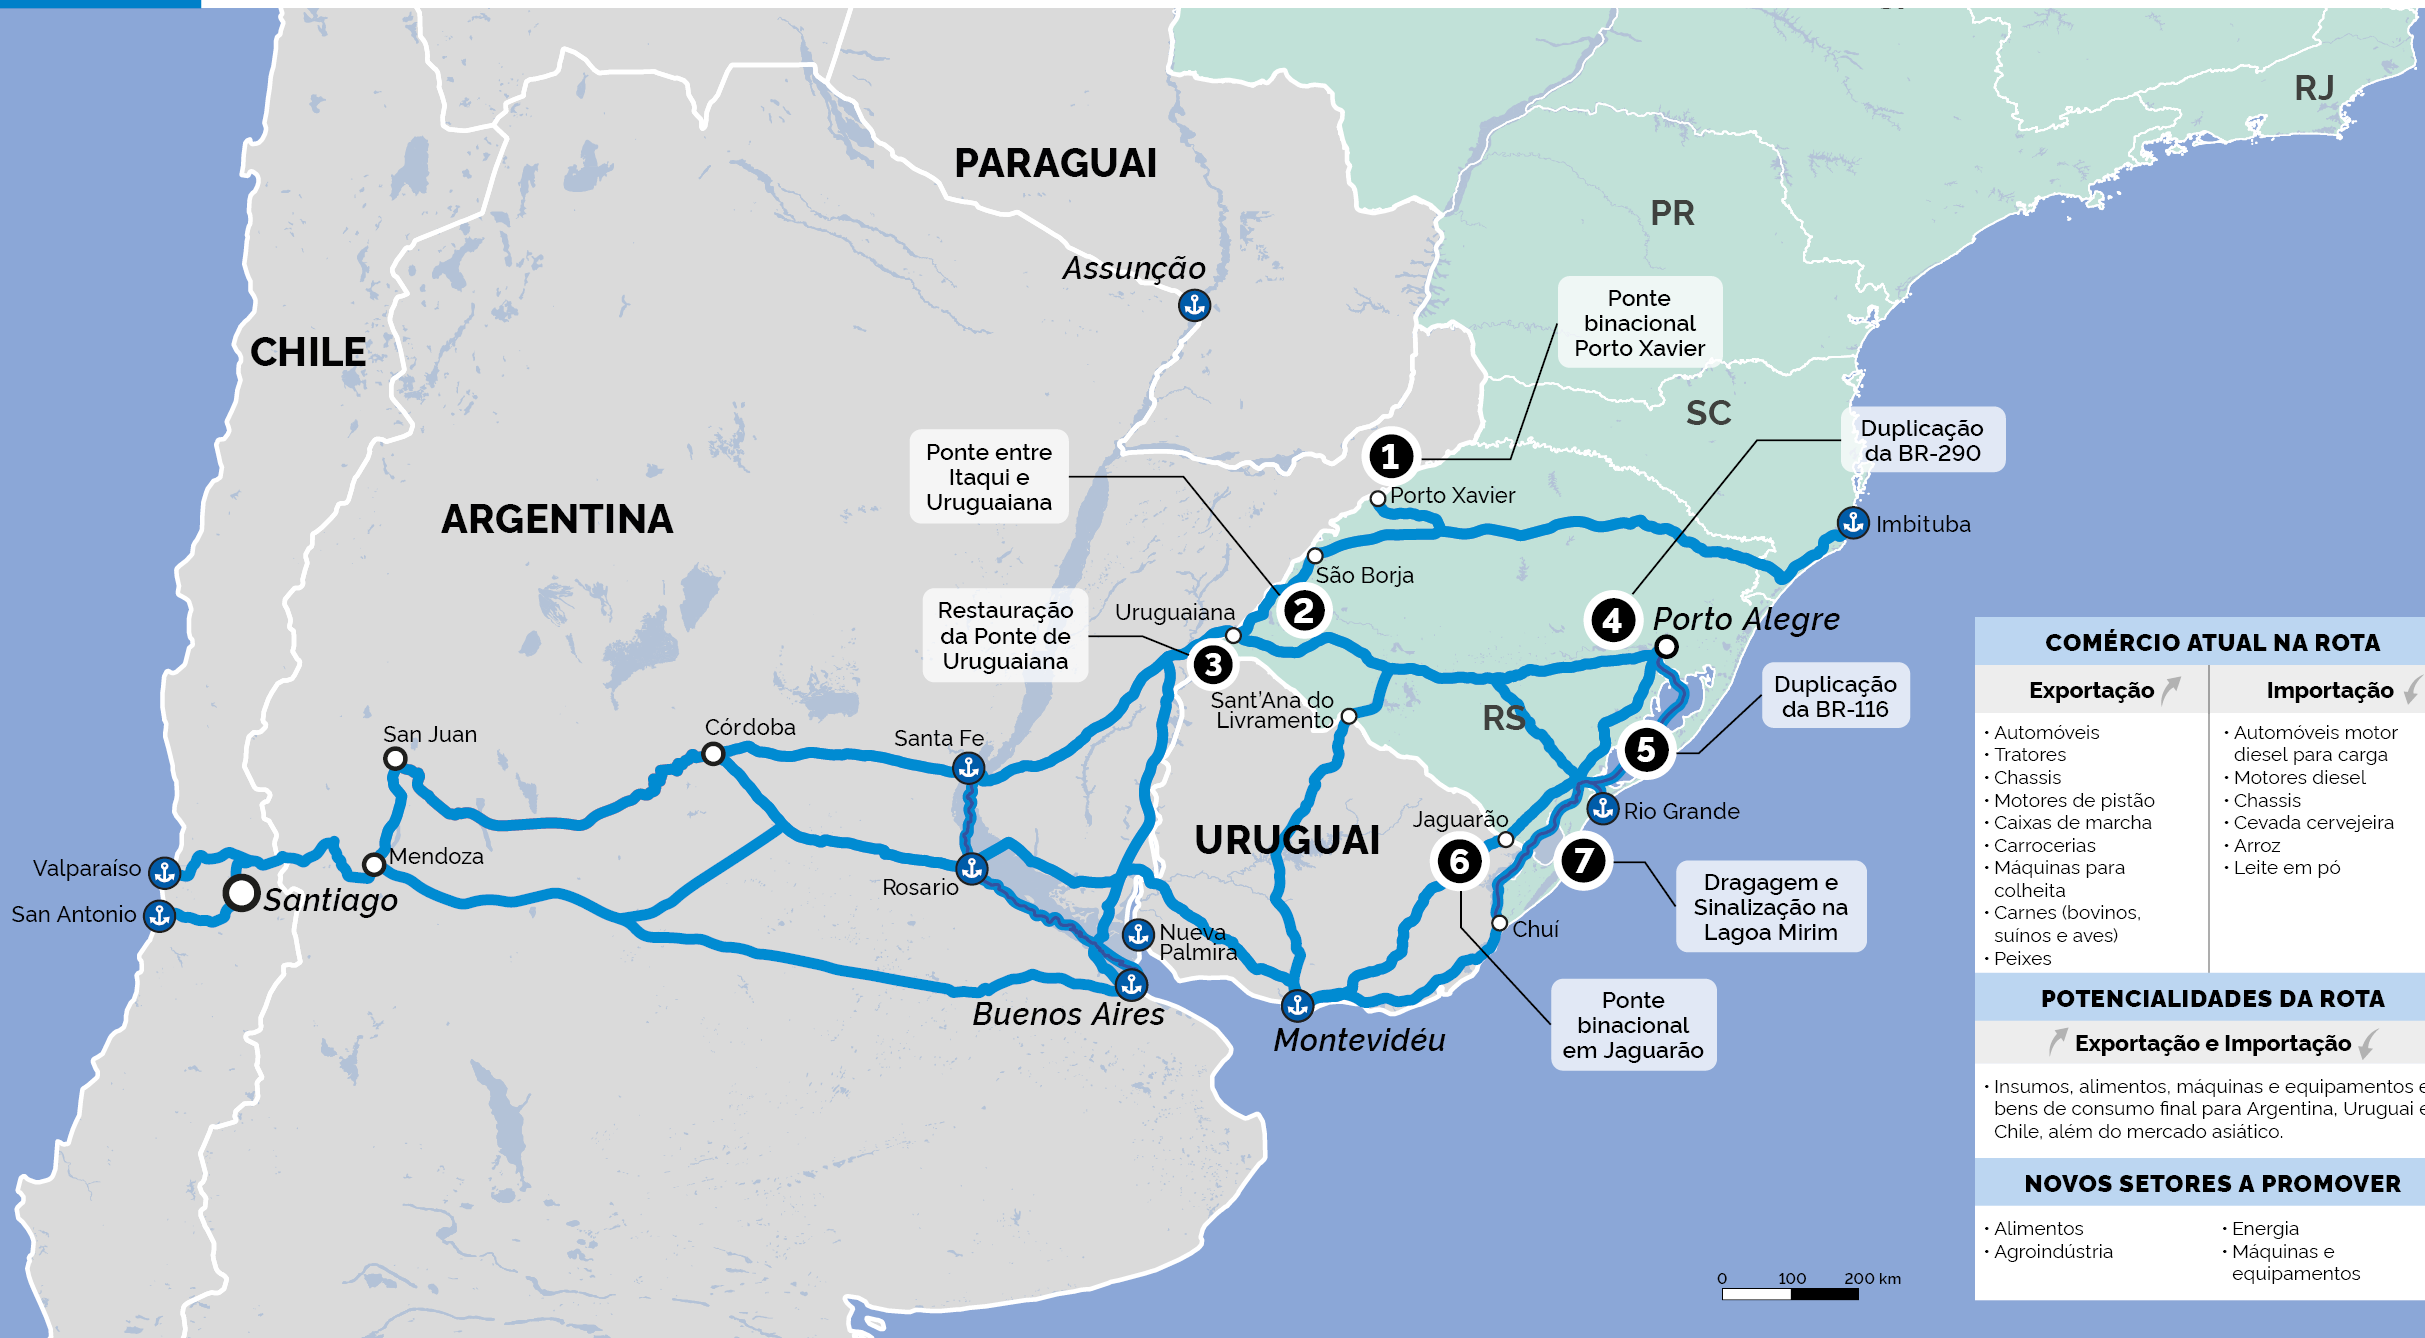 RJ
PARAGUAI
PR
Assunção
CHILE
Ponte
binacional
Porto Xavier
SC
Duplicação
da BR-290
Ponte entre
Itaqui e
Uruguaiana
1
Porto Xavier
ARGENTINA
Imbituba
São Borja
Restauração
da Ponte de
Uruguaiana
Uruguaiana
2
4
Porto Alegre
3
Sant'Ana do
Livramento
RS
Duplicação
da BR-116
5
San Juan
Córdoba
Santa Fe
Jaguarão
Rio Grande
URUGUAI
6
7
Valparaíso
Mendoza
Santiago
San Antonio
Rosario
Nueva
Palmira
Chuí
Dragagem e
Sinalização na
Lagoa Mirim
Buenos Aires
Montevidéu
Ponte
binacional
em Jaguarão
0 100 200 km
COMÉRCIO ATUAL NA ROTA
Exportação
• Automóveis
• Tratores
• Chassis
• Motores de pistão
• Caixas de marcha
• Carrocerias
• Máquinas para
colheita
• Carnes (bovinos,
suínos e aves)
• Peixes
Importação
• Automóveis motor
diesel para carga
• Motores diesel
• Chassis
• Cevada cervejeira
• Arroz
• Leite em pó
POTENCIALIDADES DA ROTA
Exportação e Importação
• Insumos, alimentos, máquinas e equipamentos e
bens de consumo final para Argentina, Uruguai e
Chile, além do mercado asiático.
NOVOS SETORES A PROMOVER
• Alimentos
• Agroindústria
• Energia
• Máquinas e
equipamentos